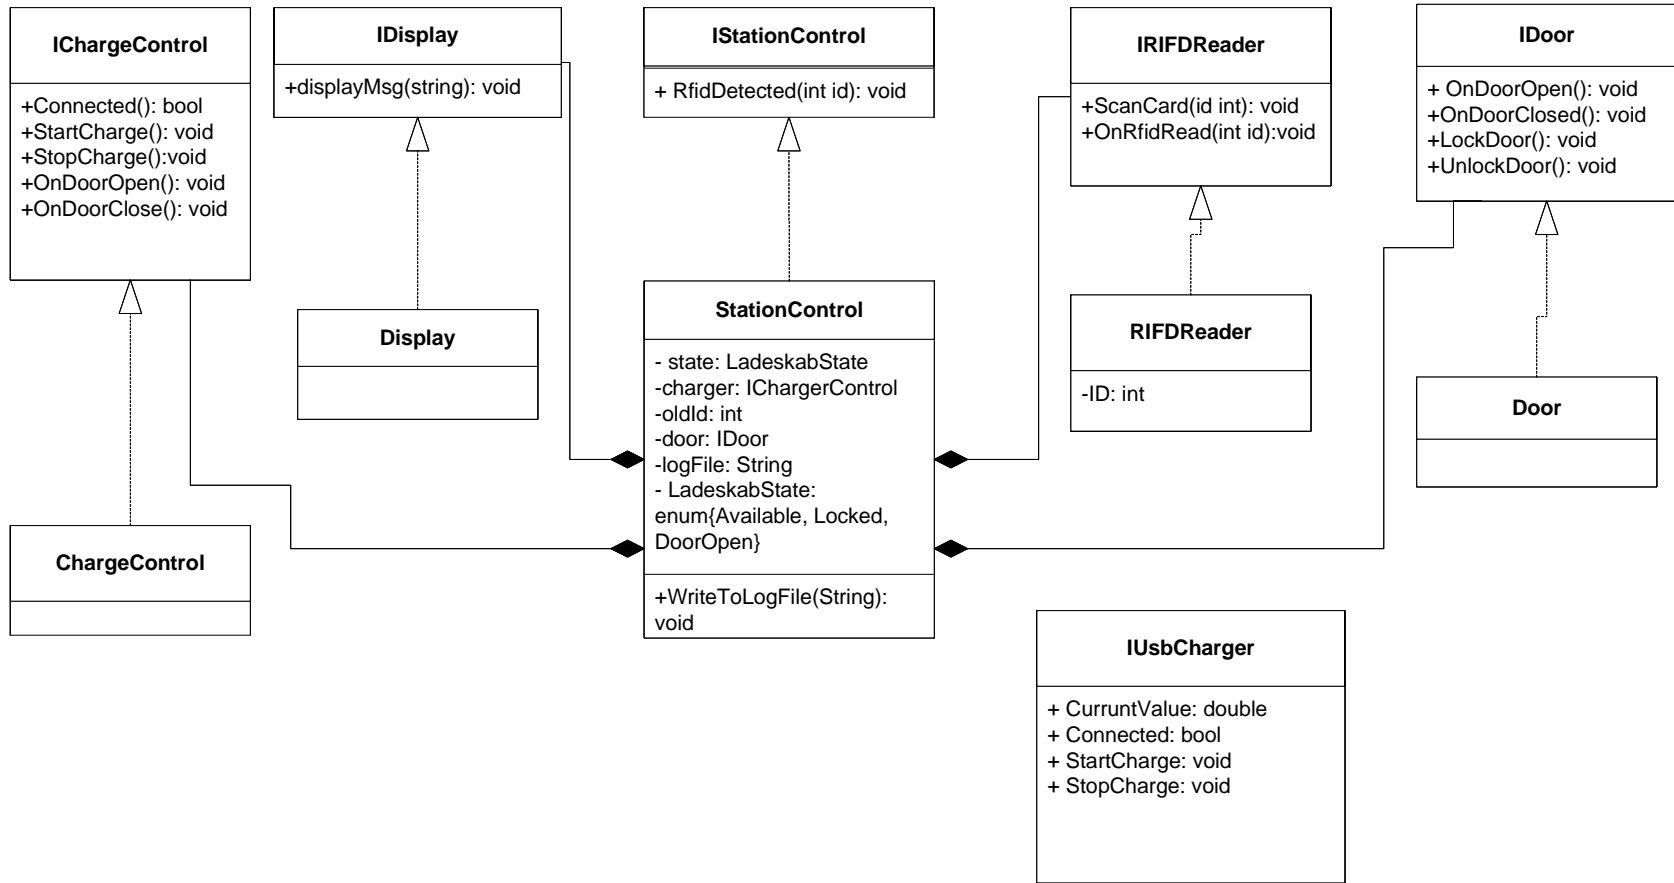 IChargeControl
+Connected(): bool
+StartCharge(): void
+StopCharge():void
+OnDoorOpen(): void
+OnDoorClose(): void
IDisplay
+displayMsg(string): void
IStationControl
+ RfidDetected(int id): void
IRIFDReader
+ScanCard(id int): void
+OnRfidRead(int id):void
IDoor
+ OnDoorOpen(): void
+OnDoorClosed(): void
+LockDoor(): void
+UnlockDoor(): void
Display
StationControl
- state: LadeskabState
-charger: IChargerControl
-oldId: int
-door: IDoor
-logFile: String
- LadeskabState:
enum{Available, Locked,
DoorOpen}
+WriteToLogFile(String):
void
RIFDReader
-ID: int
Door
ChargeControl
IUsbCharger
+ CurruntValue: double
+ Connected: bool
+ StartCharge: void
+ StopCharge: void